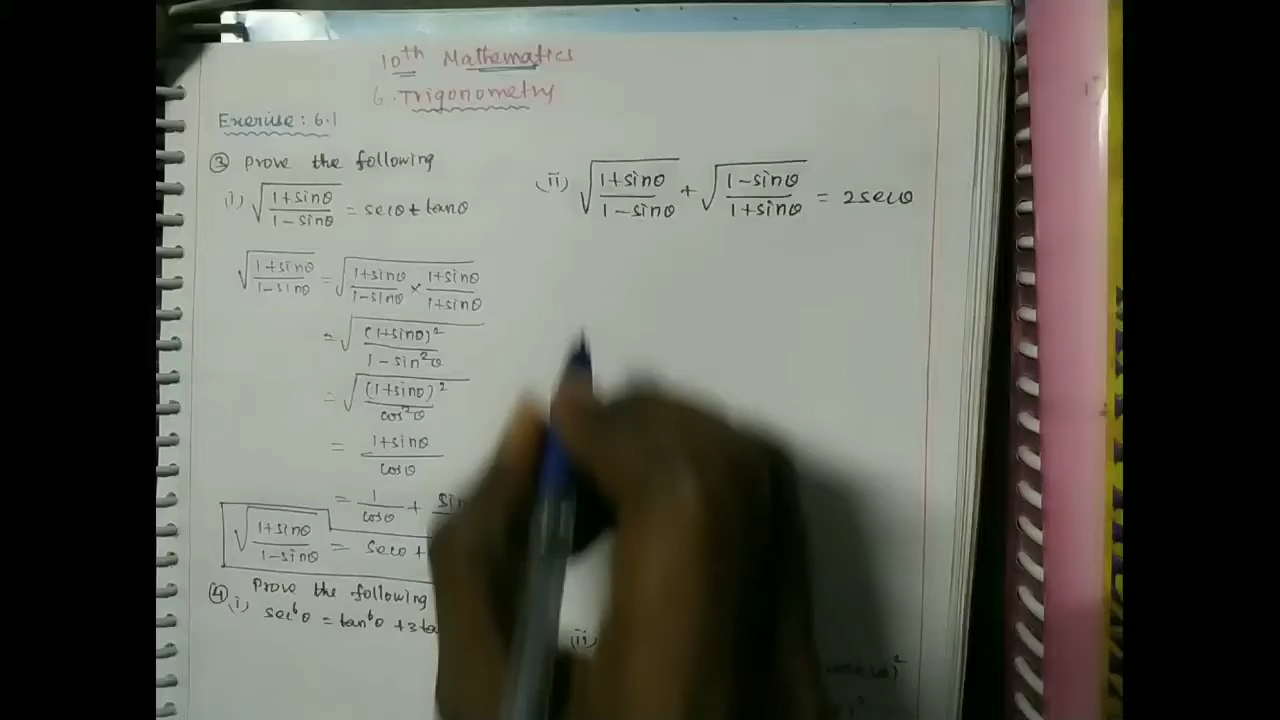 10th Mathematics
6. Trigonometry
Exercise: 6.1
③ Prove the following
(i) √((1+sinθ)/(1-sinθ)) = secθ + tanθ
√((1+sinθ)/(1-sinθ)) = √((1+sinθ)/(1-sinθ) × (1+sinθ)/(1+sinθ))
= √((1+sinθ)²/(1-sin²θ))
= √((1+sinθ)²/cos²θ)
= (1+sinθ)/cosθ
= 1/cosθ + sin
√((1+sinθ)/(1-sinθ)) = secθ +
④ Prove the following
(i) sec⁶θ = tan⁶θ + 3ta
(ii) √((1+sinθ)/(1-sinθ)) + √((1-sinθ)/(1+sinθ)) = 2secθ
(ii)